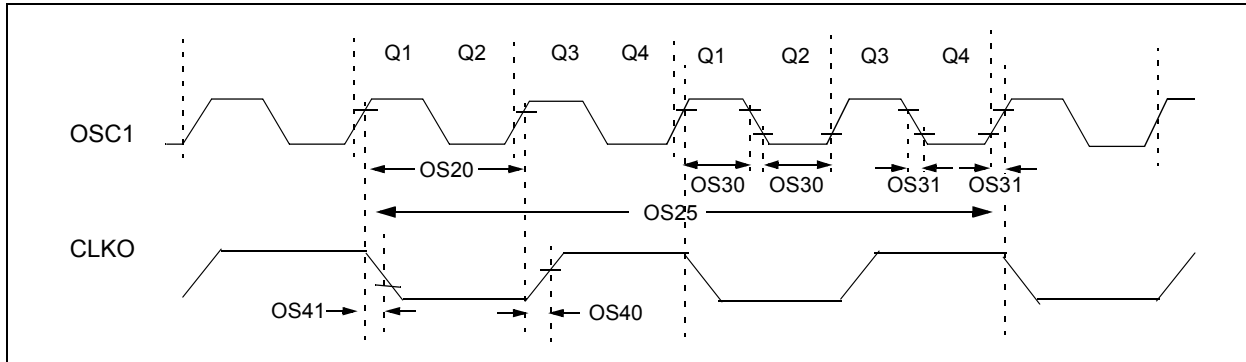 Q1 Q2 Q3 Q4 Q1 Q2 Q3 Q4
OSC1
OS20
OS30 OS30 OS31 OS31
OS25
CLKO
OS41 OS40